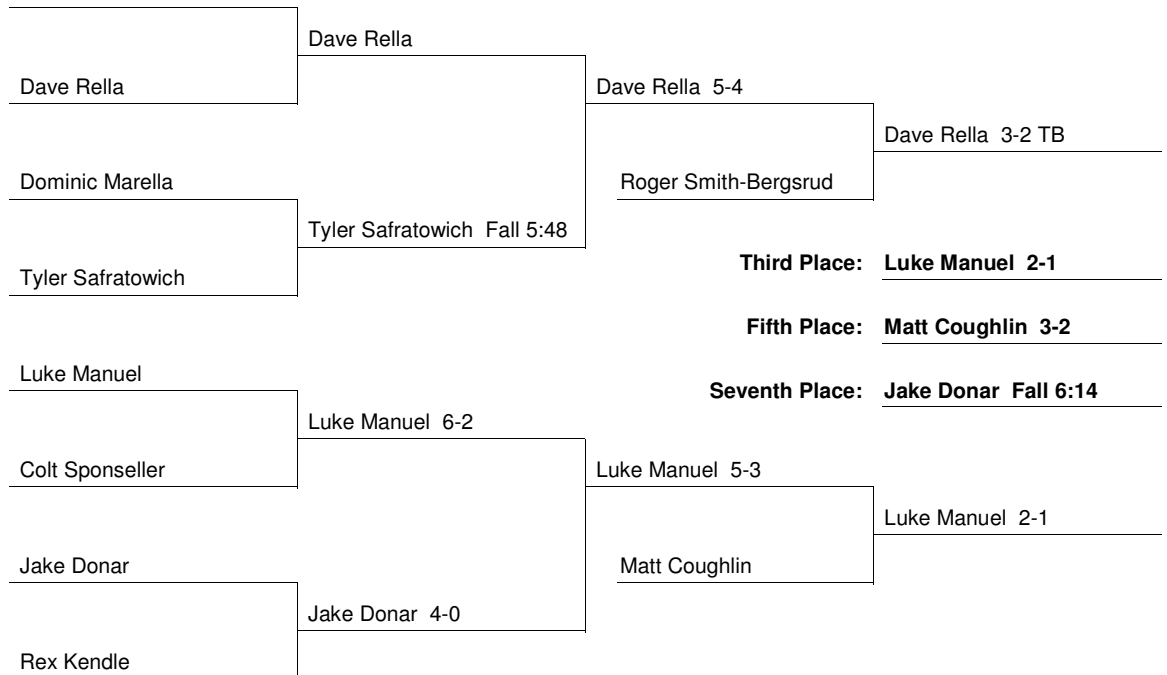 Dave Rella
Dave Rella
Dave Rella 5-4
Dave Rella 3-2 TB
Dominic Marella
Roger Smith-Bergsrud
Tyler Safratowich Fall 5:48
Tyler Safratowich
Third Place: Luke Manuel 2-1
Fifth Place: Matt Coughlin 3-2
Seventh Place: Jake Donar Fall 6:14
Luke Manuel
Luke Manuel 6-2
Colt Sponseller
Luke Manuel 5-3
Luke Manuel 2-1
Jake Donar
Matt Coughlin
Jake Donar 4-0
Rex Kendle